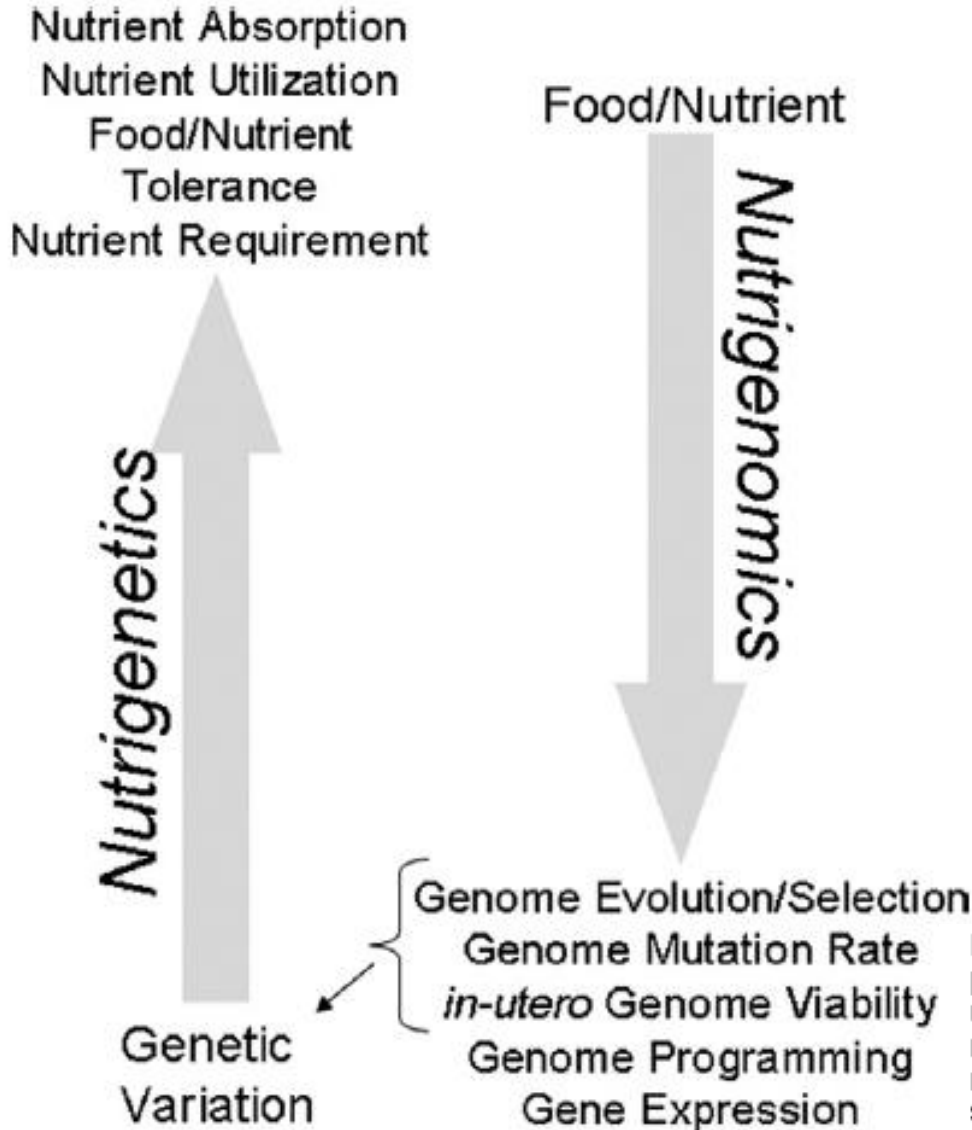 Nutrient Absorption
Nutrient Utilization
Food/Nutrient
Tolerance
Nutrient Requirement
Nutrigenetics
Genetic
Variation
Food/Nutrient
Nutrigenomics
Genome Evolution/Selection
Genome Mutation Rate
in-utero Genome Viability
Genome Programming
Gene Expression